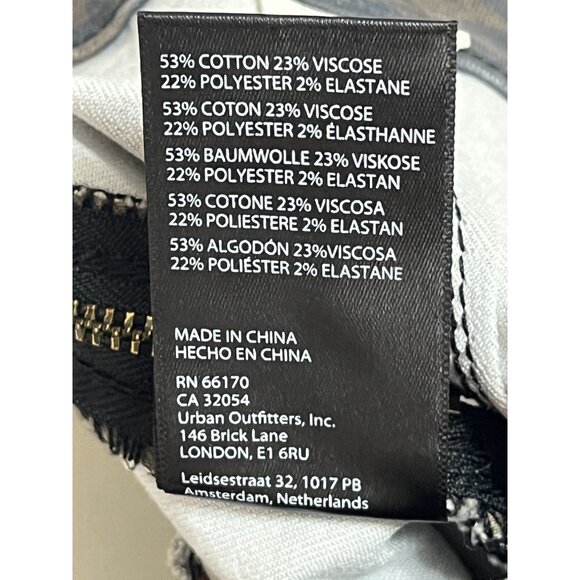 53% COTTON 23% VISCOSE
22% POLYESTER 2% ELASTANE
53% COTON 23% VISCOSE
22% POLYESTER 2% ÉLASTHANNE
53% BAUMWOLLE 23% VISKOSE
22% POLYESTER 2% ELASTAN
53% COTONE 23% VISCOSA
22% POLIESTERE 2% ELASTAN
53% ALGODÓN 23%VISCOSA
22% POLIÉSTER 2% ELASTANE
MADE IN CHINA
HECHO EN CHINA
RN 66170
CA 32054
Urban Outfitters, Inc.
146 Brick Lane
LONDON, E1 6RU
Leidsestraat 32, 1017 PB
Amsterdam, Netherlands